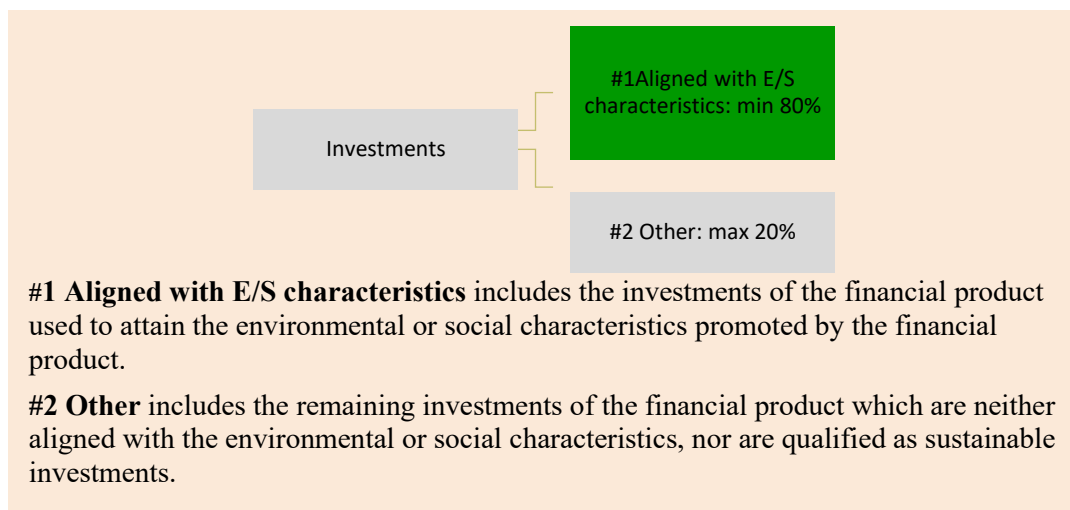 #1Aligned with E/S
characteristics: min 80%
Investments
#2 Other: max 20%
#1 Aligned with E/S characteristics includes the investments of the financial product
used to attain the environmental or social characteristics promoted by the financial
product.
#2 Other includes the remaining investments of the financial product which are neither
aligned with the environmental or social characteristics, nor are qualified as sustainable
investments.